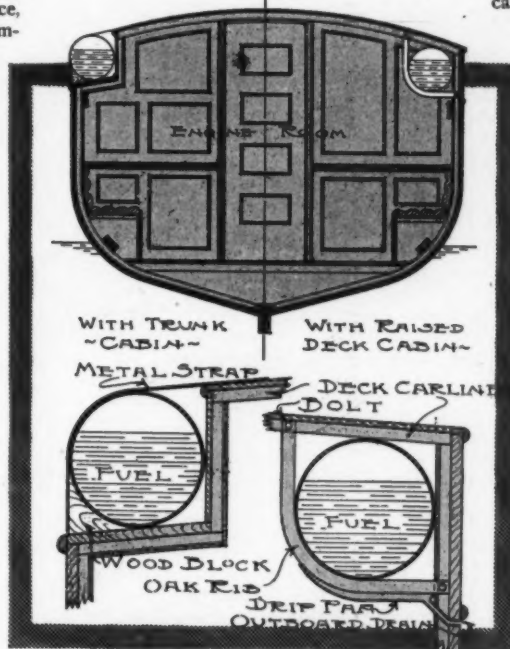 ce,
m-
ca
ENGINE ROOM
WITH TRUNK
~CABIN~
WITH RAISED
DECK CABIN~
METAL STRAP
DECK CARLINE
BOLT
FUEL
FUEL
WOOD BLOCK
OAK RIB
DRIP PAN
OUTBOARD DRAIN